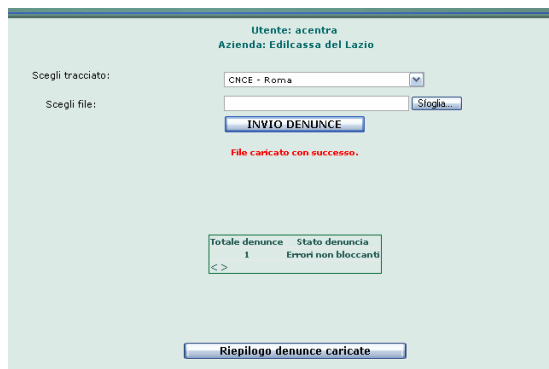 Utente: acentra
Azienda: Edilcassa del Lazio
Scegli tracciato:
CNCE - Roma
Scegli file:
Sfoglia...
INVIO DENUNCE
File caricato con successo.
Totale denunce Stato denuncia
1 Errori non bloccanti
< >
Riepilogo denunce caricate